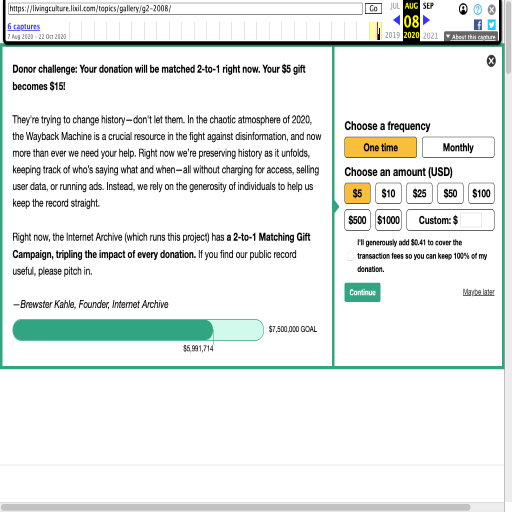 https://livingculture.lixil.com/topics/gallery/g2-2008/
Go
JUL AUG SEP
08
2019 2020 2021
6 captures
7 Aug 2020 - 22 Oct 2020
About this capture
Donor challenge: Your donation will be matched 2-to-1 right now. Your $5 gift
becomes $15!
They're trying to change history—don't let them. In the chaotic atmosphere of 2020,
the Wayback Machine is a crucial resource in the fight against disinformation, and now
more than ever we need your help. Right now we're preserving history as it unfolds,
keeping track of who's saying what and when—all without charging for access, selling
user data, or running ads. Instead, we rely on the generosity of individuals to help us
keep the record straight.
Right now, the Internet Archive (which runs this project) has a 2-to-1 Matching Gift
Campaign, tripling the impact of every donation. If you find our public record
useful, please pitch in.
—Brewster Kahle, Founder, Internet Archive
$7,500,000 GOAL
$5,991,714
Choose a frequency
One time Monthly
Choose an amount (USD)
$5 $10 $25 $50 $100
$500 $1000 Custom: $
I'll generously add $0.41 to cover the
transaction fees so you can keep 100% of my
donation.
Continue Maybe later